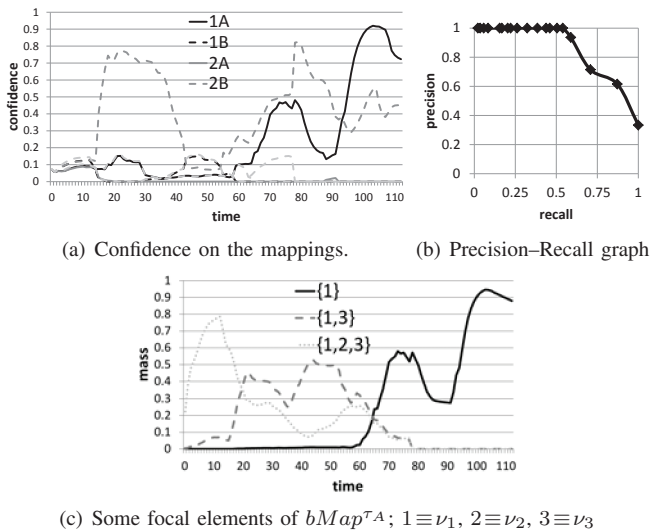 1
0.9
0.8
0.7
0.6
0.5
0.4
0.3
0.2
0.1
0
confidence
1A
1B
2A
2B
0 10 20 30 40 50 60 70 80 90 100 110
time
(a) Confidence on the mappings.
1
0.8
0.6
0.4
0.2
0
precision
0 0.25 0.5 0.75 1
recall
(b) Precision–Recall graph
1
0.9
0.8
0.7
0.6
0.5
0.4
0.3
0.2
0.1
0
mass
{1}
{1,3}
{1,2,3}
0 10 20 30 40 50 60 70 80 90 100 110
time
(c) Some focal elements of bMap^{τ_A}; 1≡ν₁, 2≡ν₂, 3≡ν₃